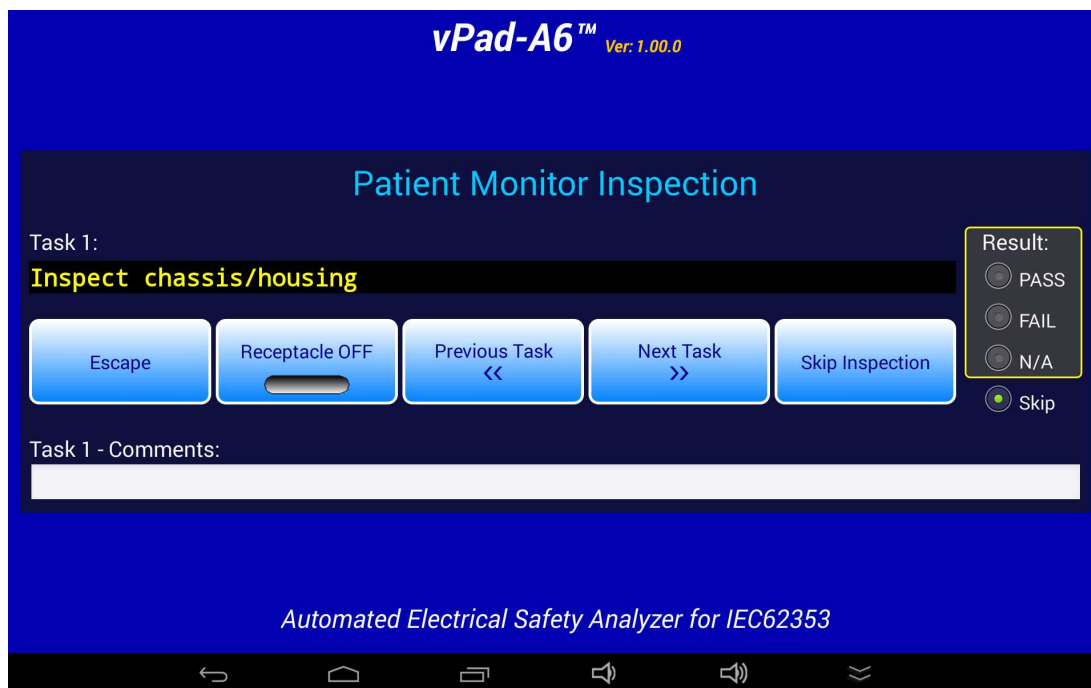 vPad-A6™ Ver: 1.00.0
Patient Monitor Inspection
Task 1:
Inspect chassis/housing
Result:
PASS
FAIL
N/A
Skip
Escape
Receptacle OFF
Previous Task
<<
Next Task
>>
Skip Inspection
Task 1 - Comments:
Automated Electrical Safety Analyzer for IEC62353